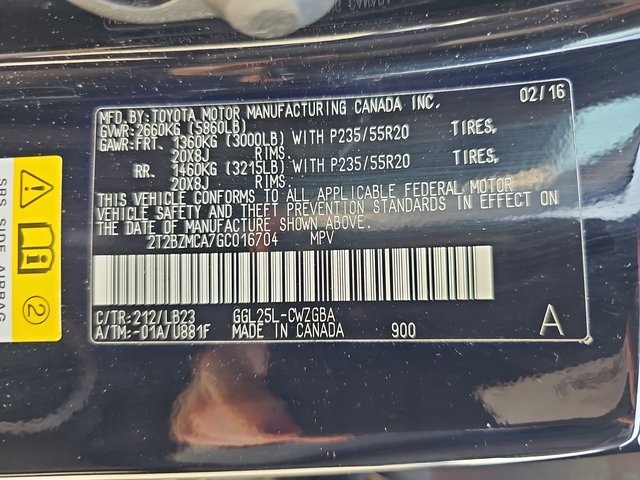 MFD.BY:TOYOTA MOTOR MANUFACTURING CANADA INC. 02/16
GVWR:2660KG (5860LB)
GAWR:FRT. 1360KG (3000LB) WITH P235/55R20 TIRES,
20X8J RIMS.
RR. 1460KG (3215LB) WITH P235/55R20 TIRES,
20X8J RIMS.
THIS VEHICLE CONFORMS TO ALL APPLICABLE FEDERAL MOTOR
VEHICLE SAFETY AND THEFT PREVENTION STANDARDS IN EFFECT ON
THE DATE OF MANUFACTURE SHOWN ABOVE.
2T2BZMCA7GC016704 MPV
C/TR:212/LB23 GGL25L-CWZGBA
A/TM:-01A/U881F MADE IN CANADA 900 A
SRS SIDE AIRBAG
2